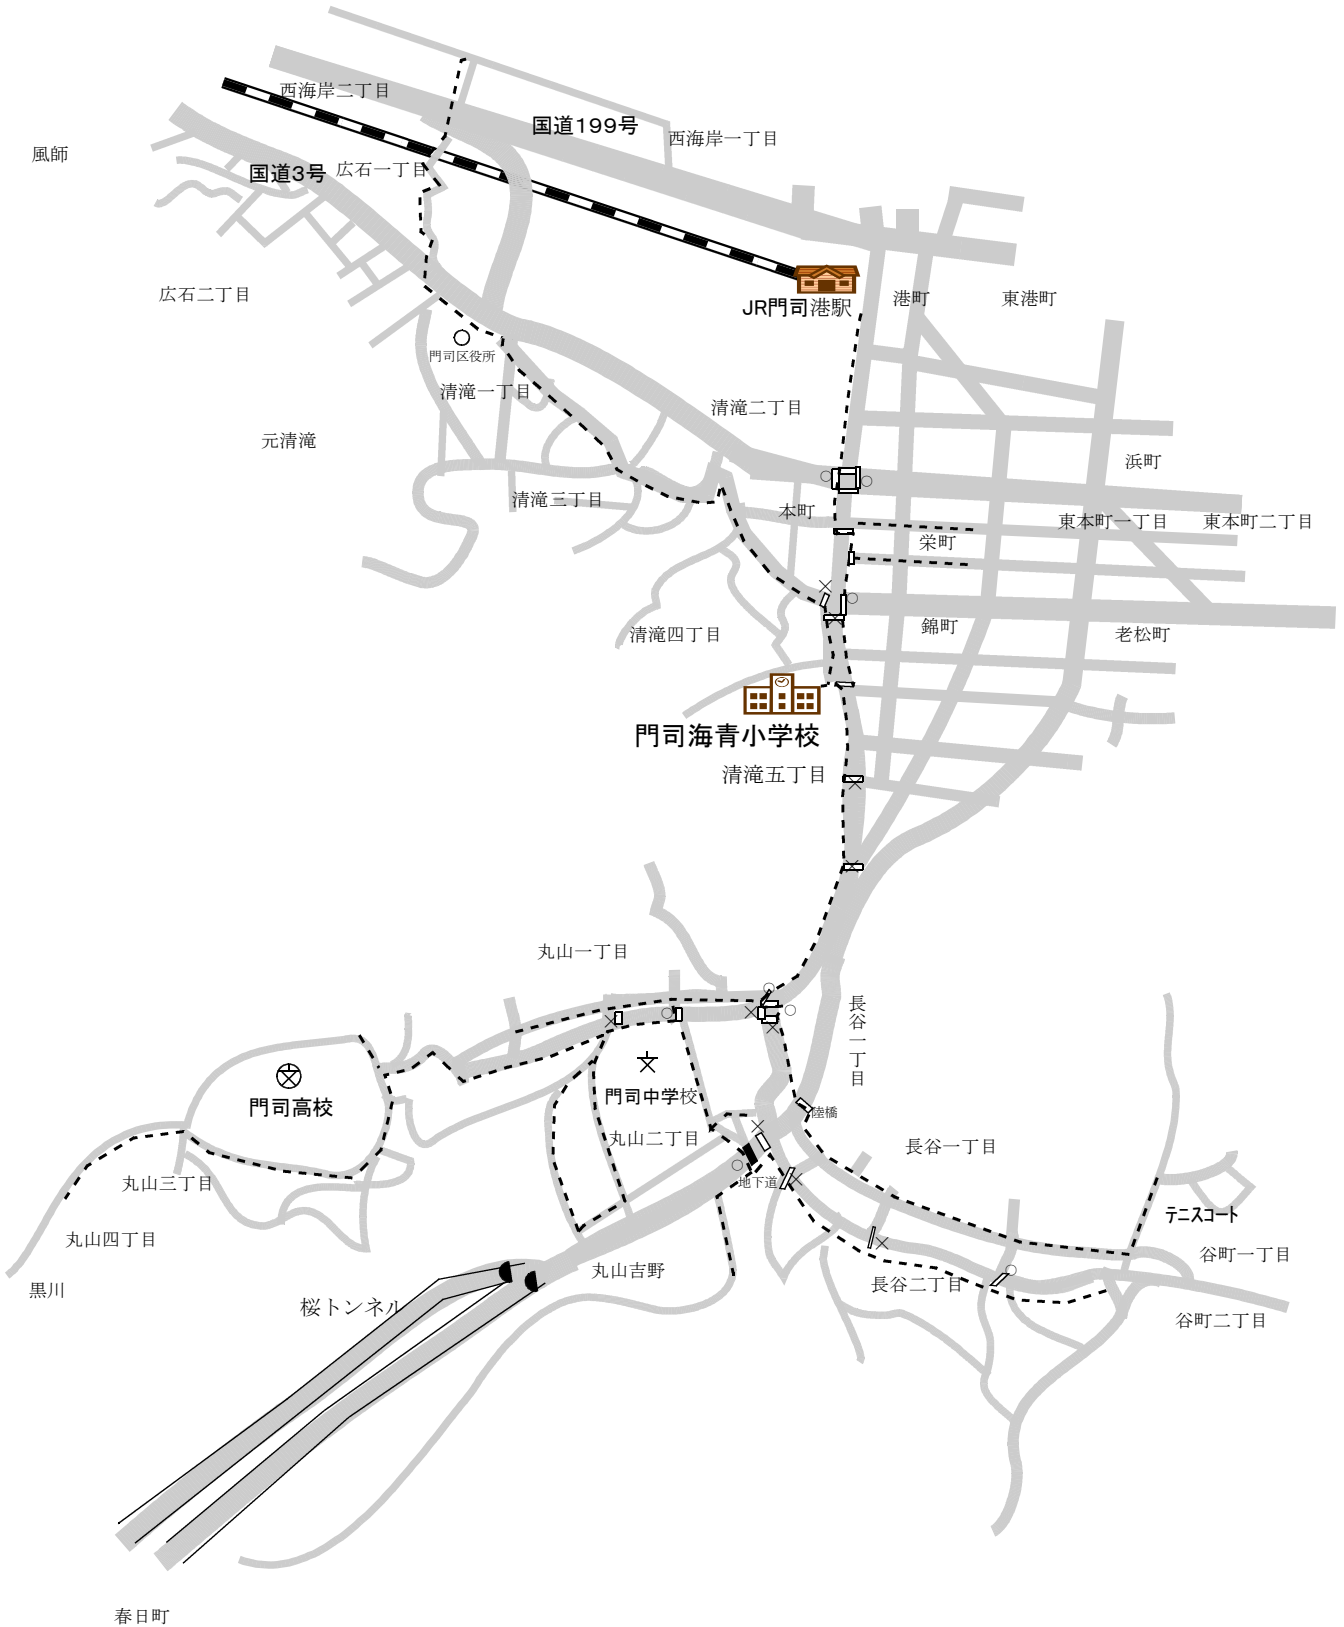 西海岸二丁目
国道199号
西海岸一丁目
風師
国道3号
広石一丁目
広石二丁目
JR門司港駅
港町
東港町
門司区役所
清滝一丁目
清滝二丁目
元清滝
浜町
清滝三丁目
本町
東本町一丁目
東本町二丁目
栄町
清滝四丁目
錦町
老松町
門司海青小学校
清滝五丁目
丸山一丁目
長谷一丁目
門司高校
門司中学校
陸橋
丸山二丁目
長谷一丁目
丸山三丁目
地下道
テニスコート
丸山四丁目
谷町一丁目
丸山吉野
長谷二丁目
黒川
桜トンネル
谷町二丁目
春日町